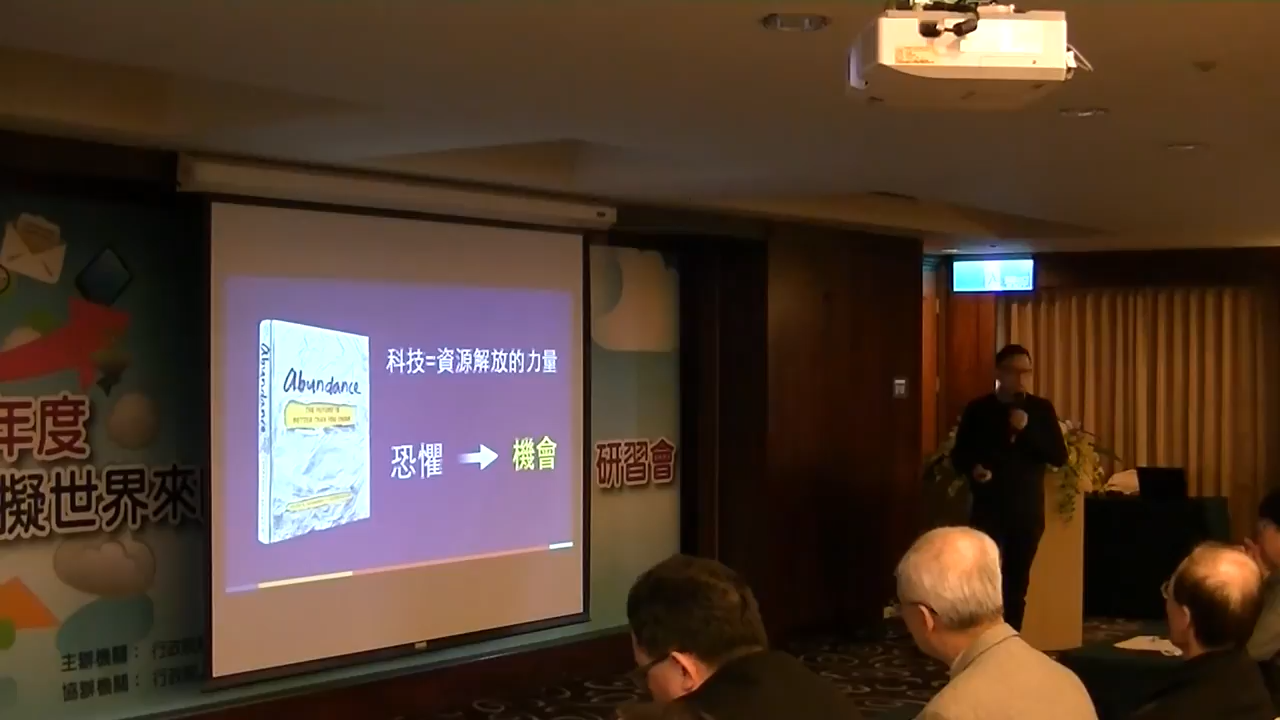 科技=資源解放的力量
Abundance
Abundance
THE FUTURE IS
BETTER THAN YOU THINK
恐懼 → 機會
年度
擬世界來
研習會
主辦機關： 行政
協辦機關： 行政